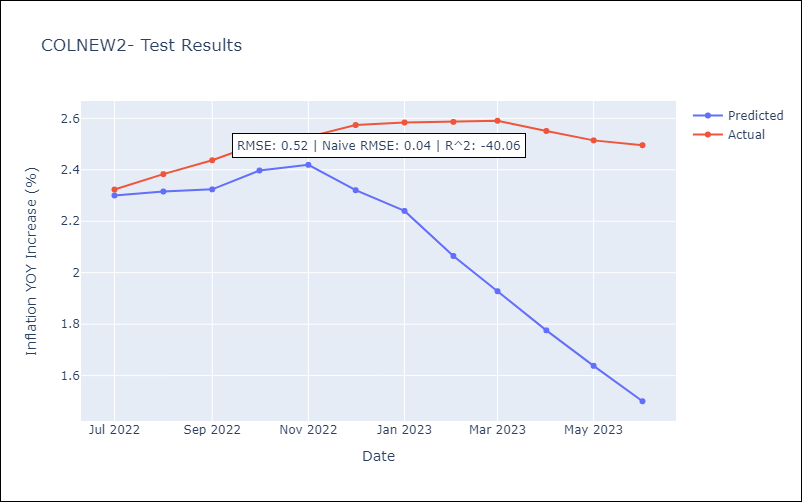 COLNEW2- Test Results
Predicted
Actual
RMSE: 0.52 | Naive RMSE: 0.04 | R^2: -40.06
Inflation YOY Increase (%)
2.6
2.4
2.2
2
1.8
1.6
Jul 2022 Sep 2022 Nov 2022 Jan 2023 Mar 2023 May 2023
Date